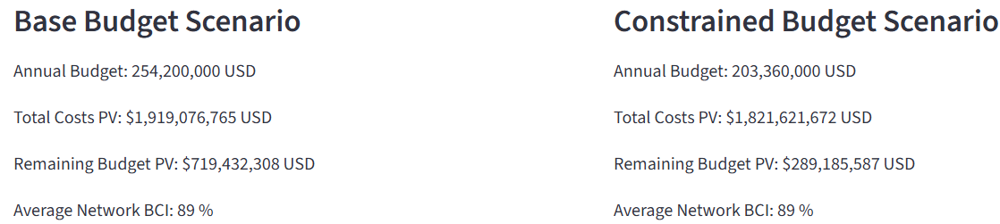 Base Budget Scenario
Annual Budget: 254,200,000 USD
Total Costs PV: $1,919,076,765 USD
Remaining Budget PV: $719,432,308 USD
Average Network BCI: 89 %
Constrained Budget Scenario
Annual Budget: 203,360,000 USD
Total Costs PV: $1,821,621,672 USD
Remaining Budget PV: $289,185,587 USD
Average Network BCI: 89 %